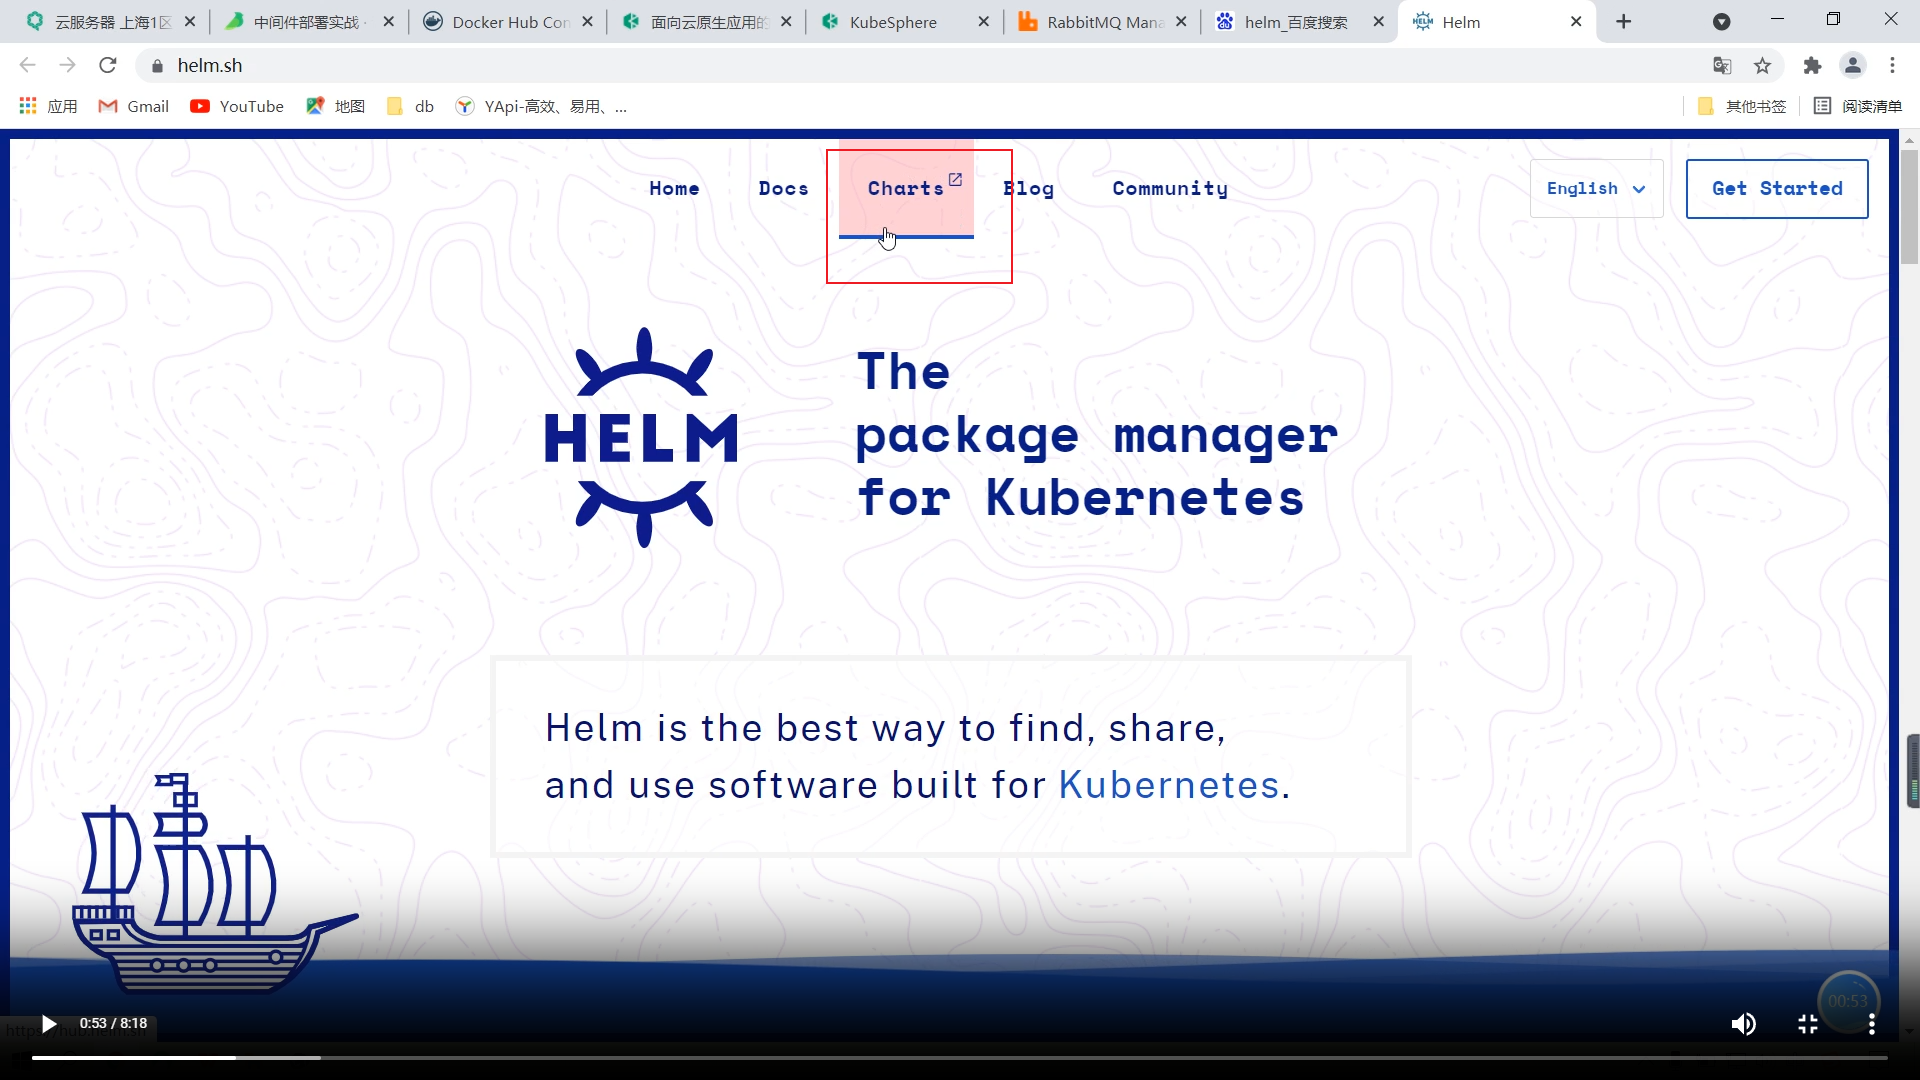 云服务器 上海1区
中间件部署实战 ·
Docker Hub Con
面向云原生应用的
KubeSphere
RabbitMQ Mana
helm_百度搜索
Helm
helm.sh
应用
Gmail
YouTube
地图
db
YApi-高效、易用、...
其他书签
阅读清单
Home
Docs
Charts
Blog
Community
English
Get Started
HELM
The
package manager
for Kubernetes
Helm is the best way to find, share,
and use software built for Kubernetes.
00:53
0:53 / 8:18